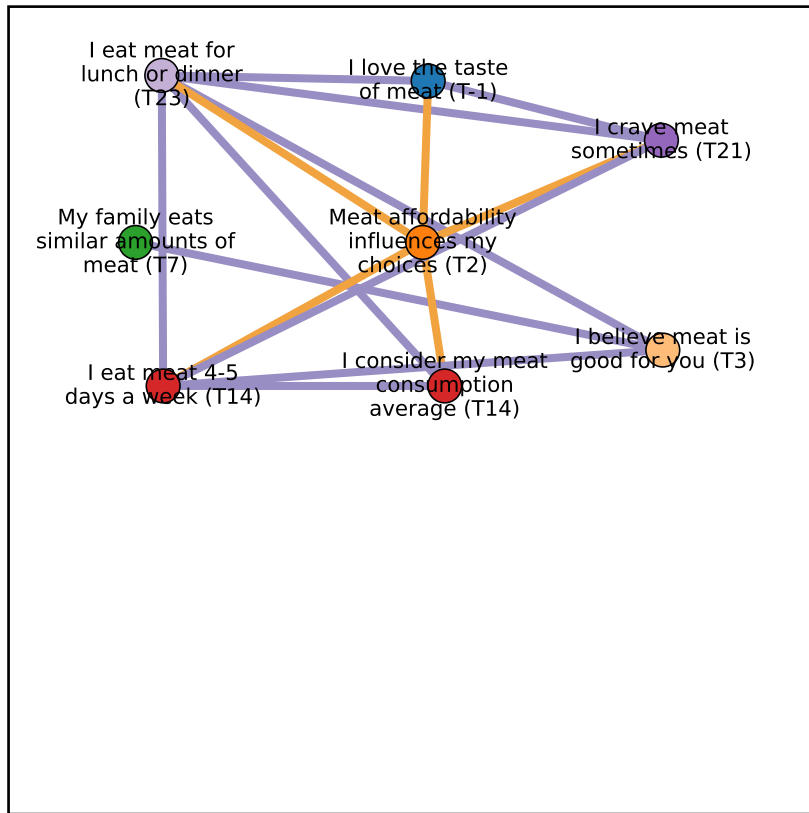 I eat meat for
lunch or dinner
(T23)
I love the taste
of meat (T-1)
I crave meat
sometimes (T21)
My family eats
similar amounts of
meat (T7)
Meat affordability
influences my
choices (T2)
I believe meat is
good for you (T3)
I eat meat 4-5
days a week (T14)
I consider my meat
consumption
average (T14)